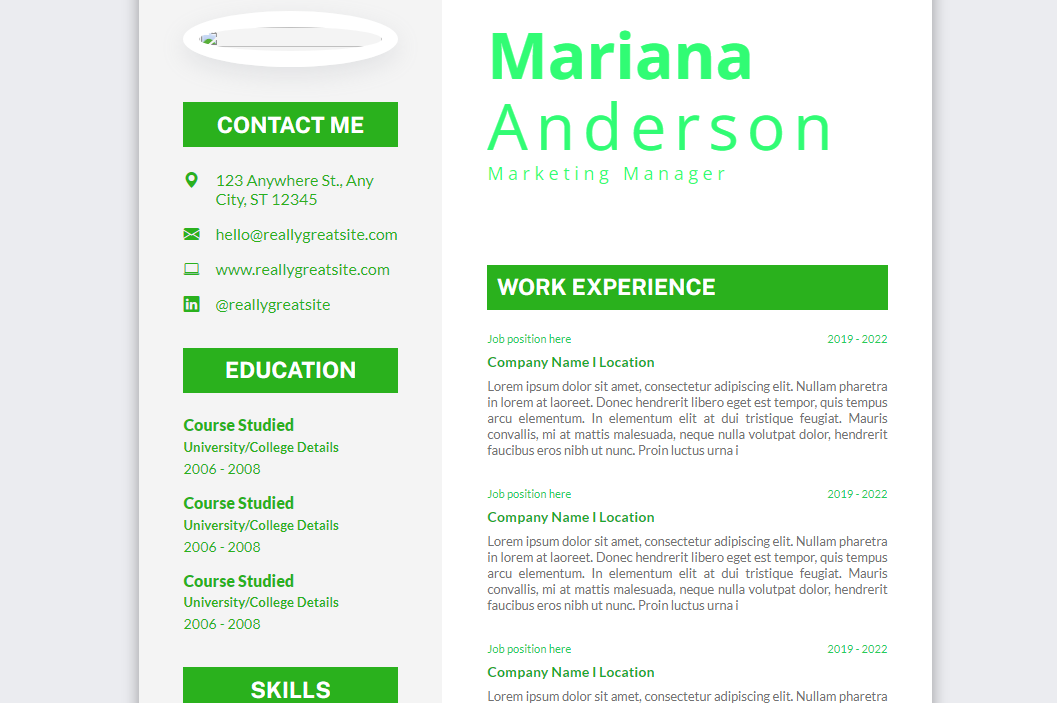 CONTACT ME
123 Anywhere St., Any
City, ST 12345
hello@reallygreatsite.com
www.reallygreatsite.com
@reallygreatsite
EDUCATION
Course Studied
University/College Details
2006 - 2008
Course Studied
University/College Details
2006 - 2008
Course Studied
University/College Details
2006 - 2008
SKILLS
Mariana
Anderson
Marketing Manager
WORK EXPERIENCE
Job position here 2019 - 2022
Company Name l Location
Lorem ipsum dolor sit amet, consectetur adipiscing elit. Nullam pharetra
in lorem at laoreet. Donec hendrerit libero eget est tempor, quis tempus
arcu elementum. In elementum elit at dui tristique feugiat. Mauris
convallis, mi at mattis malesuada, neque nulla volutpat dolor, hendrerit
faucibus eros nibh ut nunc. Proin luctus urna i
Job position here 2019 - 2022
Company Name l Location
Lorem ipsum dolor sit amet, consectetur adipiscing elit. Nullam pharetra
in lorem at laoreet. Donec hendrerit libero eget est tempor, quis tempus
arcu elementum. In elementum elit at dui tristique feugiat. Mauris
convallis, mi at mattis malesuada, neque nulla volutpat dolor, hendrerit
faucibus eros nibh ut nunc. Proin luctus urna i
Job position here 2019 - 2022
Company Name l Location
Lorem ipsum dolor sit amet, consectetur adipiscing elit. Nullam pharetra